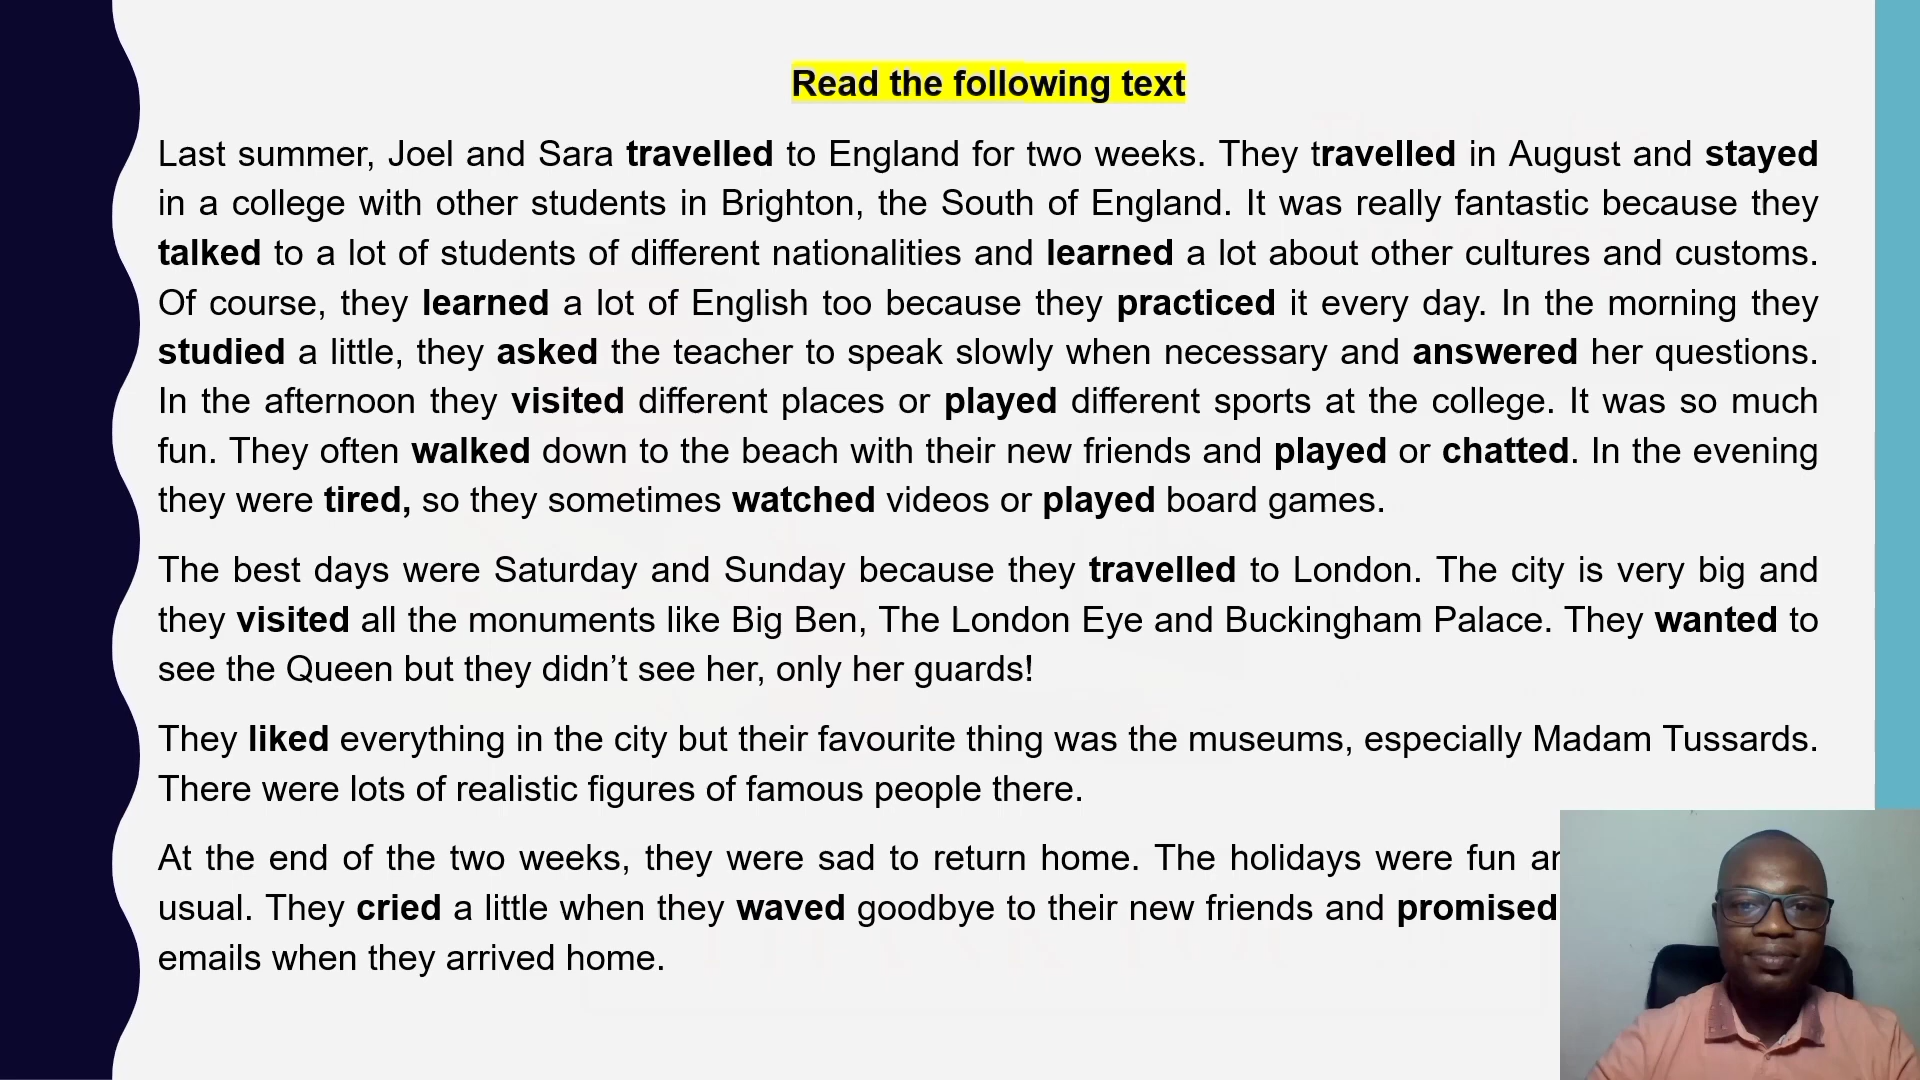 Read the following text
Last summer, Joel and Sara travelled to England for two weeks. They travelled in August and stayed
in a college with other students in Brighton, the South of England. It was really fantastic because they
talked to a lot of students of different nationalities and learned a lot about other cultures and customs.
Of course, they learned a lot of English too because they practiced it every day. In the morning they
studied a little, they asked the teacher to speak slowly when necessary and answered her questions.
In the afternoon they visited different places or played different sports at the college. It was so much
fun. They often walked down to the beach with their new friends and played or chatted. In the evening
they were tired, so they sometimes watched videos or played board games.
The best days were Saturday and Sunday because they travelled to London. The city is very big and
they visited all the monuments like Big Ben, The London Eye and Buckingham Palace. They wanted to
see the Queen but they didn’t see her, only her guards!
They liked everything in the city but their favourite thing was the museums, especially Madam Tussards.
There were lots of realistic figures of famous people there.
At the end of the two weeks, they were sad to return home. The holidays were fun
usual. They cried a little when they waved goodbye to their new friends and promised
emails when they arrived home.